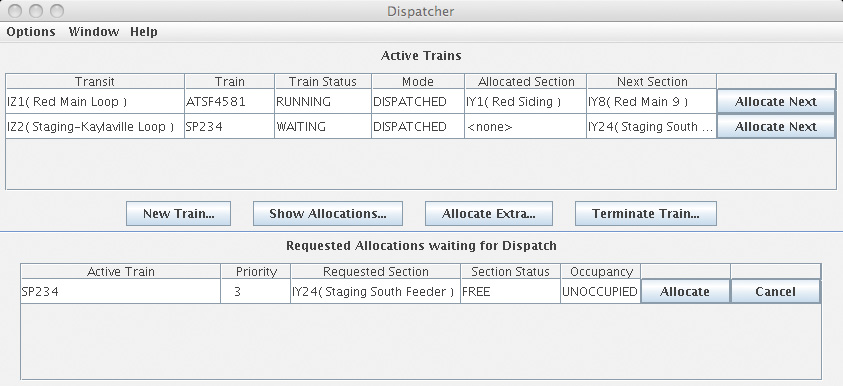 Dispatcher
Options Window Help
Active Trains
Transit Train Train Status Mode Allocated Section Next Section
IZ1( Red Main Loop ) ATSF4581 RUNNING DISPATCHED IY1( Red Siding ) IY8( Red Main 9 ) Allocate Next
IZ2( Staging-Kaylaville Loop ) SP234 WAITING DISPATCHED <none> IY24( Staging South ... Allocate Next
New Train... Show Allocations... Allocate Extra... Terminate Train...
Requested Allocations waiting for Dispatch
Active Train Priority Requested Section Section Status Occupancy
SP234 3 IY24( Staging South Feeder ) FREE UNOCCUPIED Allocate Cancel